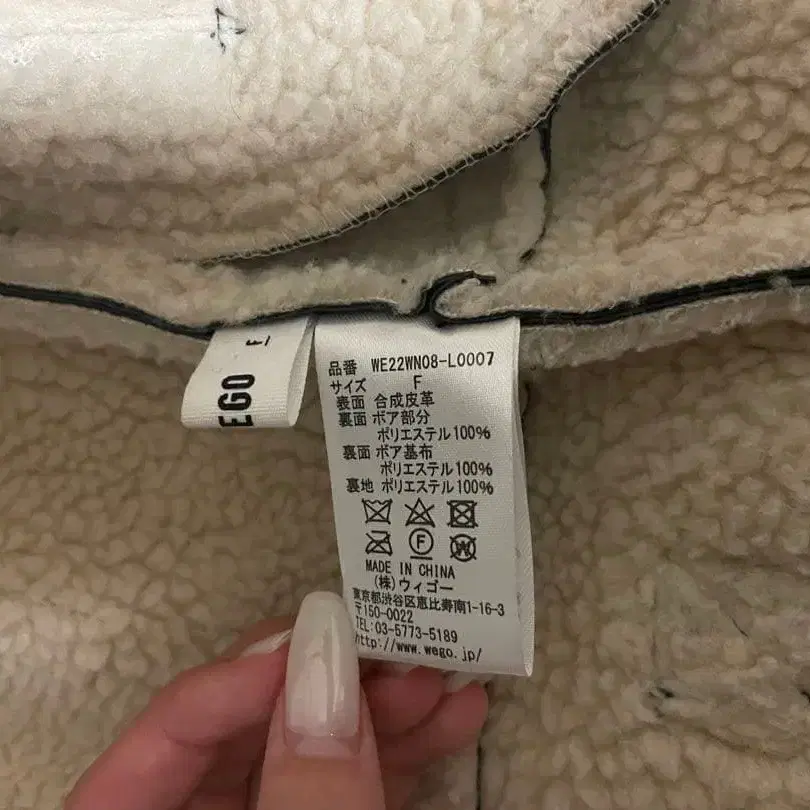 EGO
F
品番 WE22WN08-L0007
サイズ F
表面 合成皮革
裏面 ボア部分
ポリエステル100%
裏面 ボア基布
ポリエステル100%
裏地 ポリエステル100%
F W
MADE IN CHINA
(株)ウィゴー
東京都渋谷区恵比寿南1-16-3
〒150-0022
TEL:03-5773-5189
http://www.wego.jp/